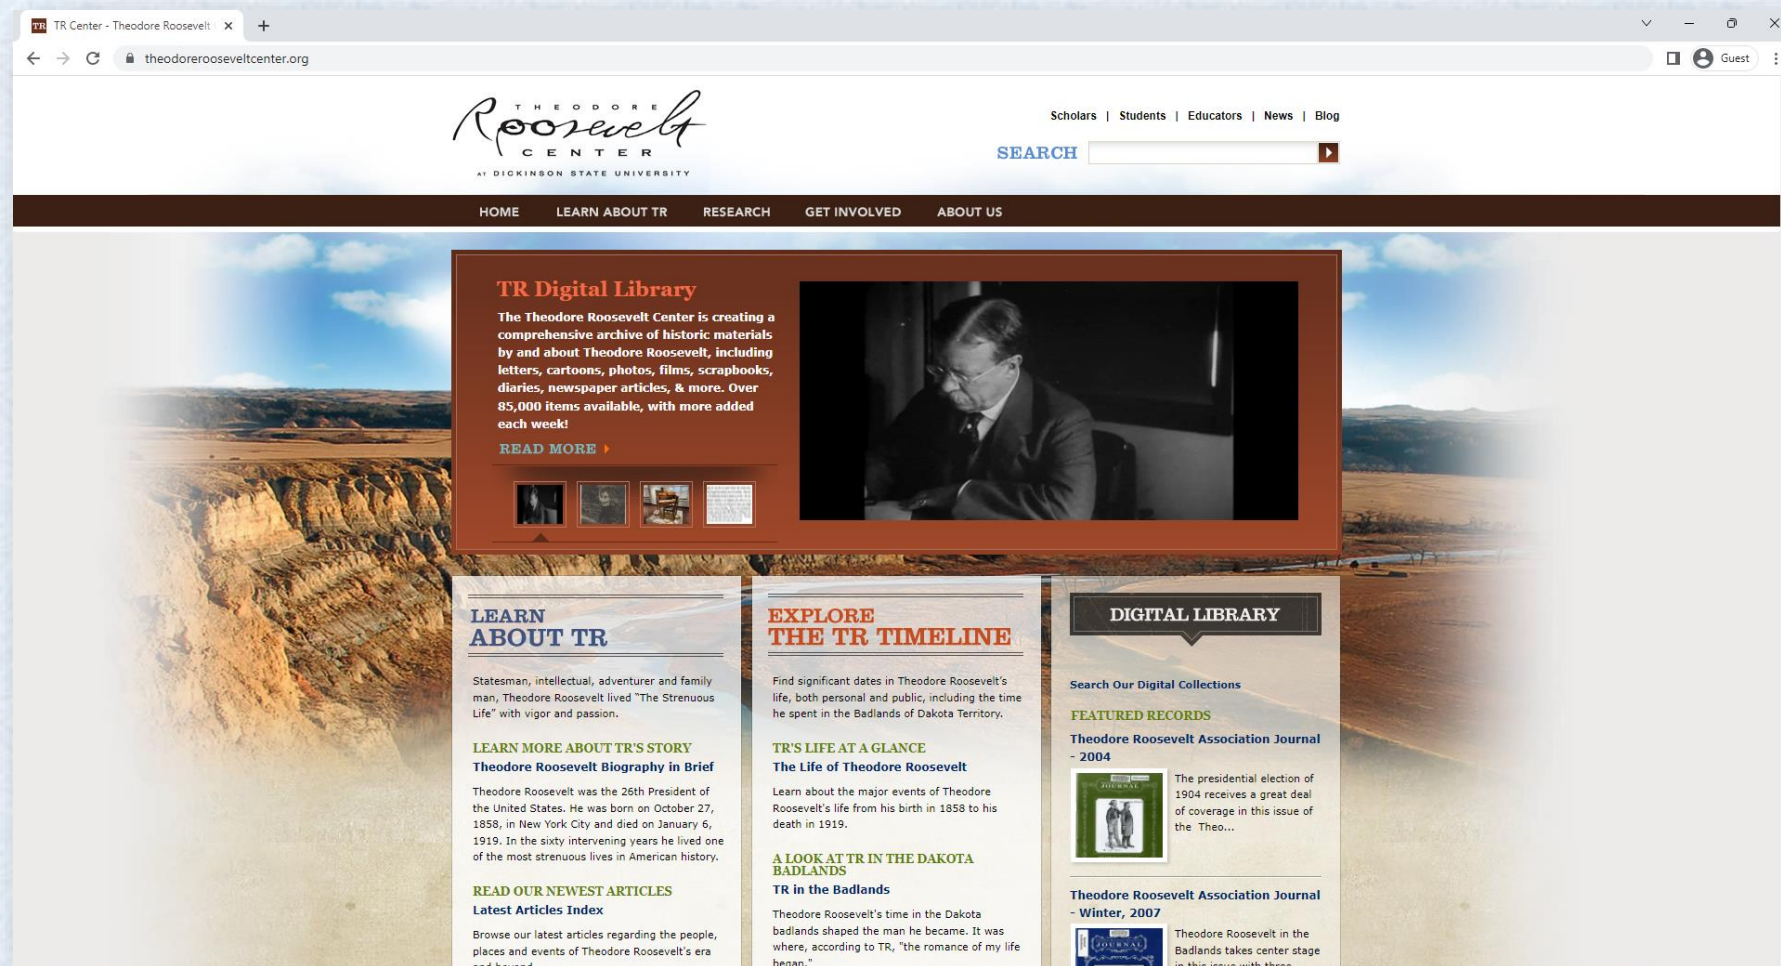 TR Center - Theodore Roosevelt
theodorerooseveltcenter.org
Guest
THEODORE
Roosevelt
CENTER
AT DICKINSON STATE UNIVERSITY
Scholars | Students | Educators | News | Blog
SEARCH
HOME LEARN ABOUT TR RESEARCH GET INVOLVED ABOUT US
TR Digital Library
The Theodore Roosevelt Center is creating a
comprehensive archive of historic materials
by and about Theodore Roosevelt, including
letters, cartoons, photos, films, scrapbooks,
diaries, newspaper articles, & more. Over
85,000 items available, with more added
each week!
READ MORE
LEARN
ABOUT TR
Statesman, intellectual, adventurer and family
man, Theodore Roosevelt lived "The Strenuous
Life" with vigor and passion.
LEARN MORE ABOUT TR'S STORY
Theodore Roosevelt Biography in Brief
Theodore Roosevelt was the 26th President of
the United States. He was born on October 27,
1858, in New York City and died on January 6,
1919. In the sixty intervening years he lived one
of the most strenuous lives in American history.
READ OUR NEWEST ARTICLES
Latest Articles Index
Browse our latest articles regarding the people,
places and events of Theodore Roosevelt's era
and beyond.
EXPLORE
THE TR TIMELINE
Find significant dates in Theodore Roosevelt's
life, both personal and public, including the time
he spent in the Badlands of Dakota Territory.
TR'S LIFE AT A GLANCE
The Life of Theodore Roosevelt
Learn about the major events of Theodore
Roosevelt's life from his birth in 1858 to his
death in 1919.
A LOOK AT TR IN THE DAKOTA
BADLANDS
TR in the Badlands
Theodore Roosevelt's time in the Dakota
badlands shaped the man he became. It was
where, according to TR, "the romance of my life
began."
DIGITAL LIBRARY
Search Our Digital Collections
FEATURED RECORDS
Theodore Roosevelt Association Journal
- 2004
JOURNAL
The presidential election of
1904 receives a great deal
of coverage in this issue of
the Theo...
Theodore Roosevelt Association Journal
- Winter, 2007
JOURNAL
Theodore Roosevelt in the
Badlands takes center stage
in this issue with three